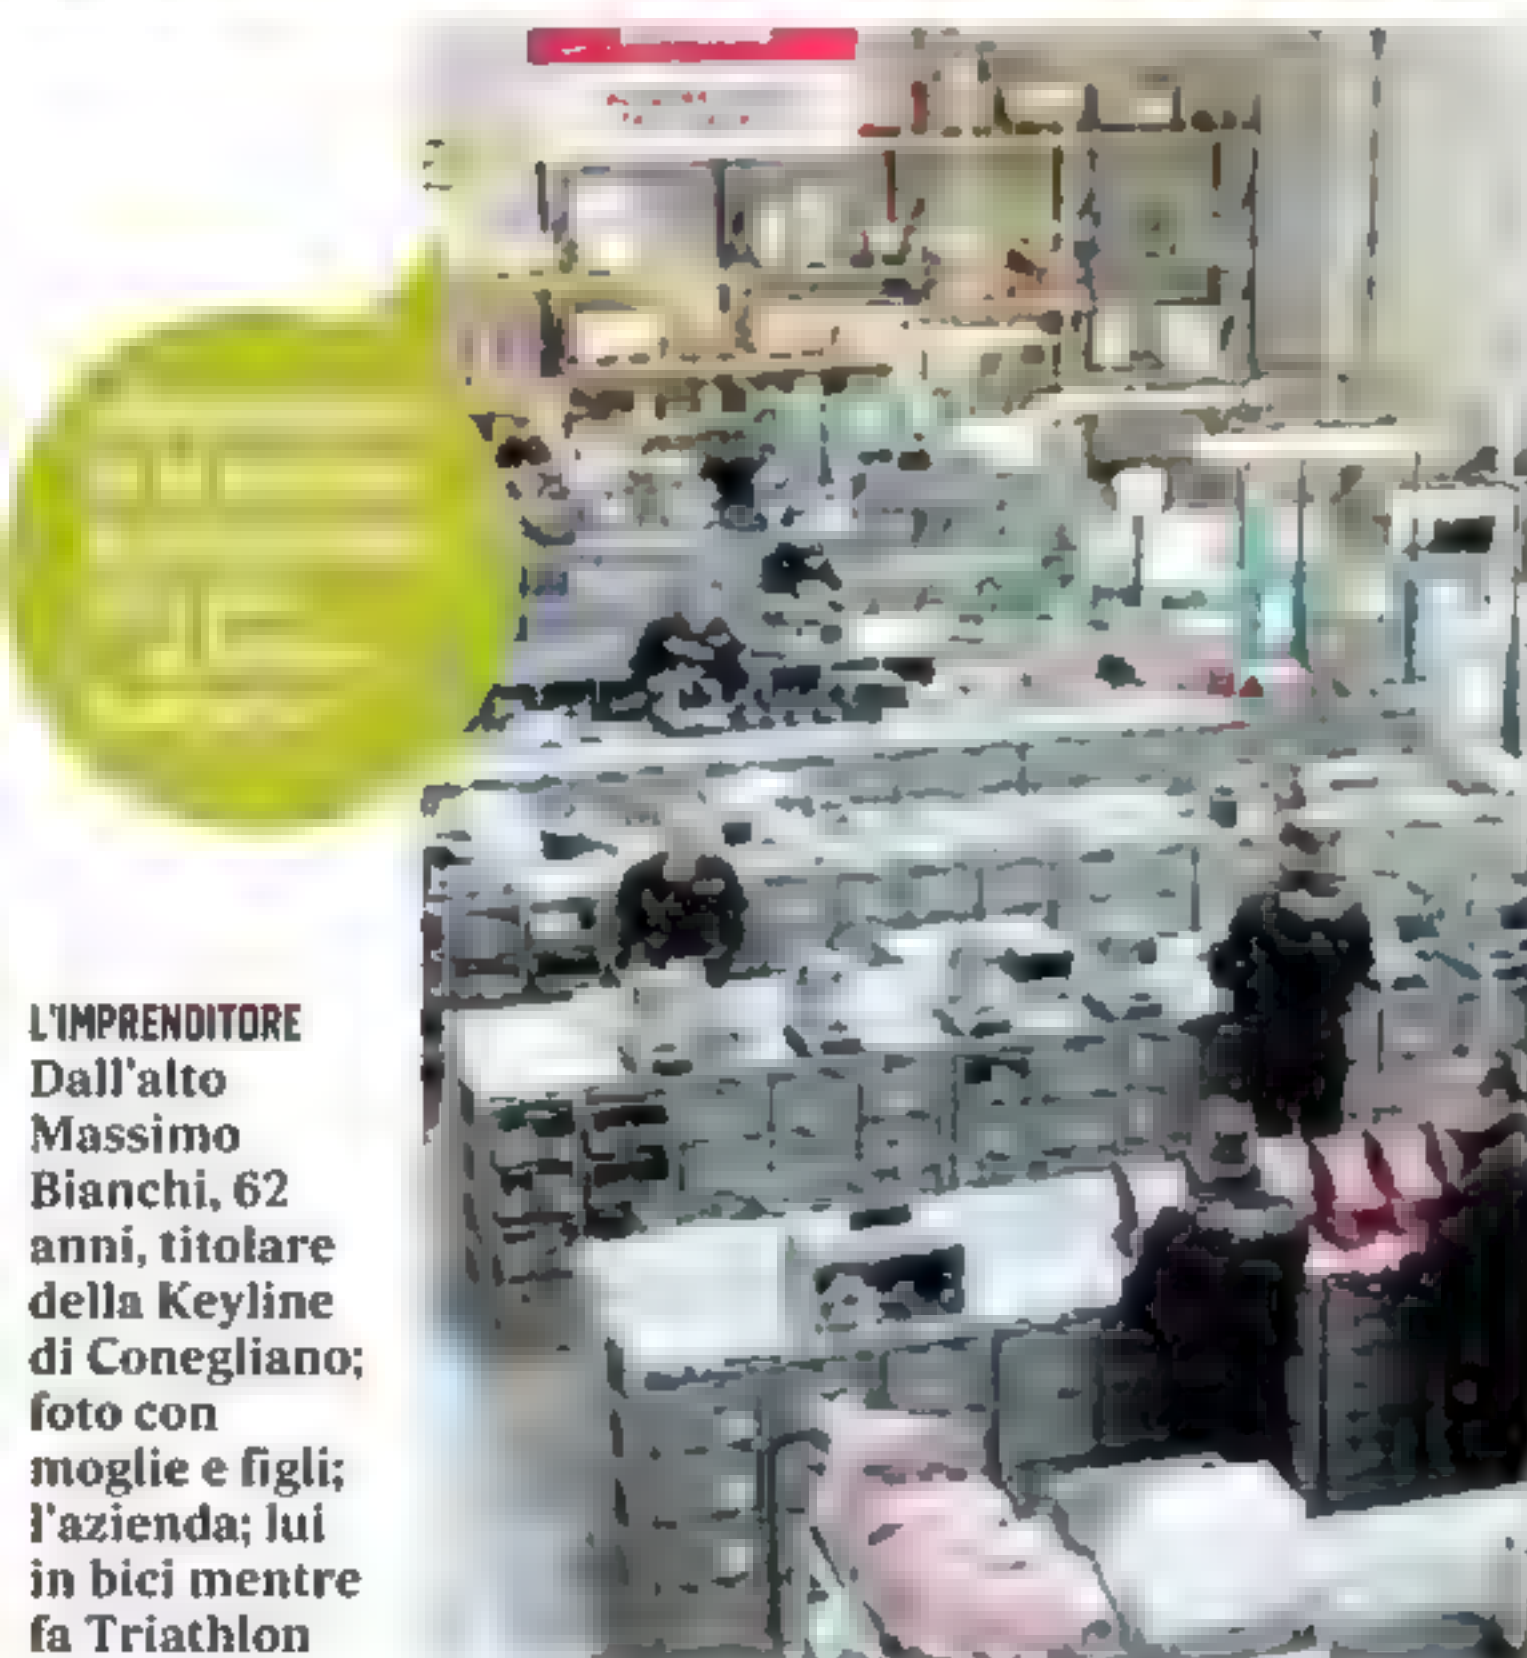 L'IMPRENDITORE
Dall'alto
Massimo
Bianchi, 62
anni, titolare
della Keyline
di Conegliano;
foto con
moglie e figli;
l'azienda; lui
in bici mentre
fa Triathlon